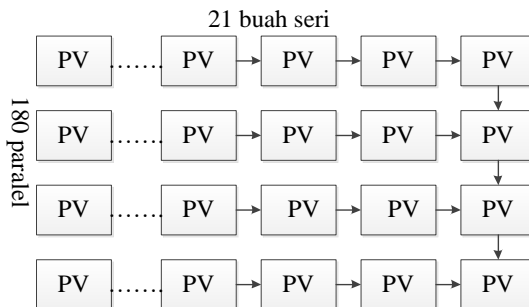 21 buah seri
PV ....... PV PV PV PV
180 paralel
PV ....... PV PV PV PV
PV ....... PV PV PV PV
PV ....... PV PV PV PV